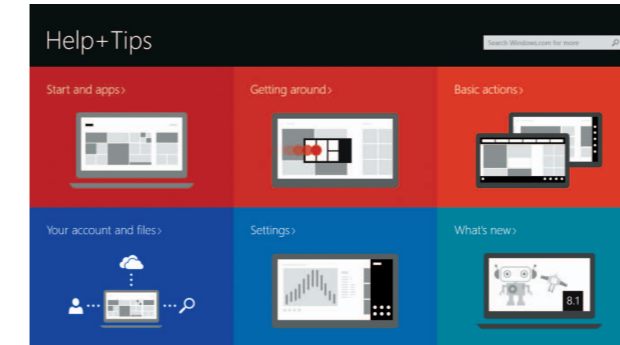 Help+Tips
Search Windows.com for more
Start and apps>
Getting around>
Basic actions>
Your account and files>
Settings>
What's new>
8.1